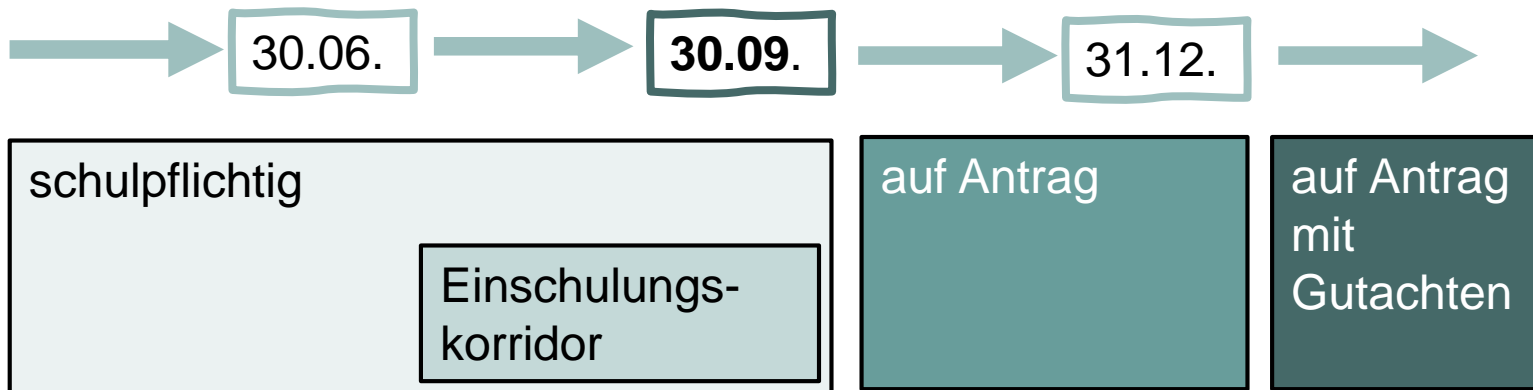 30.06.
30.09.
31.12.
schulpflichtig
Einschulungs-
korridor
auf Antrag
auf Antrag
mit
Gutachten